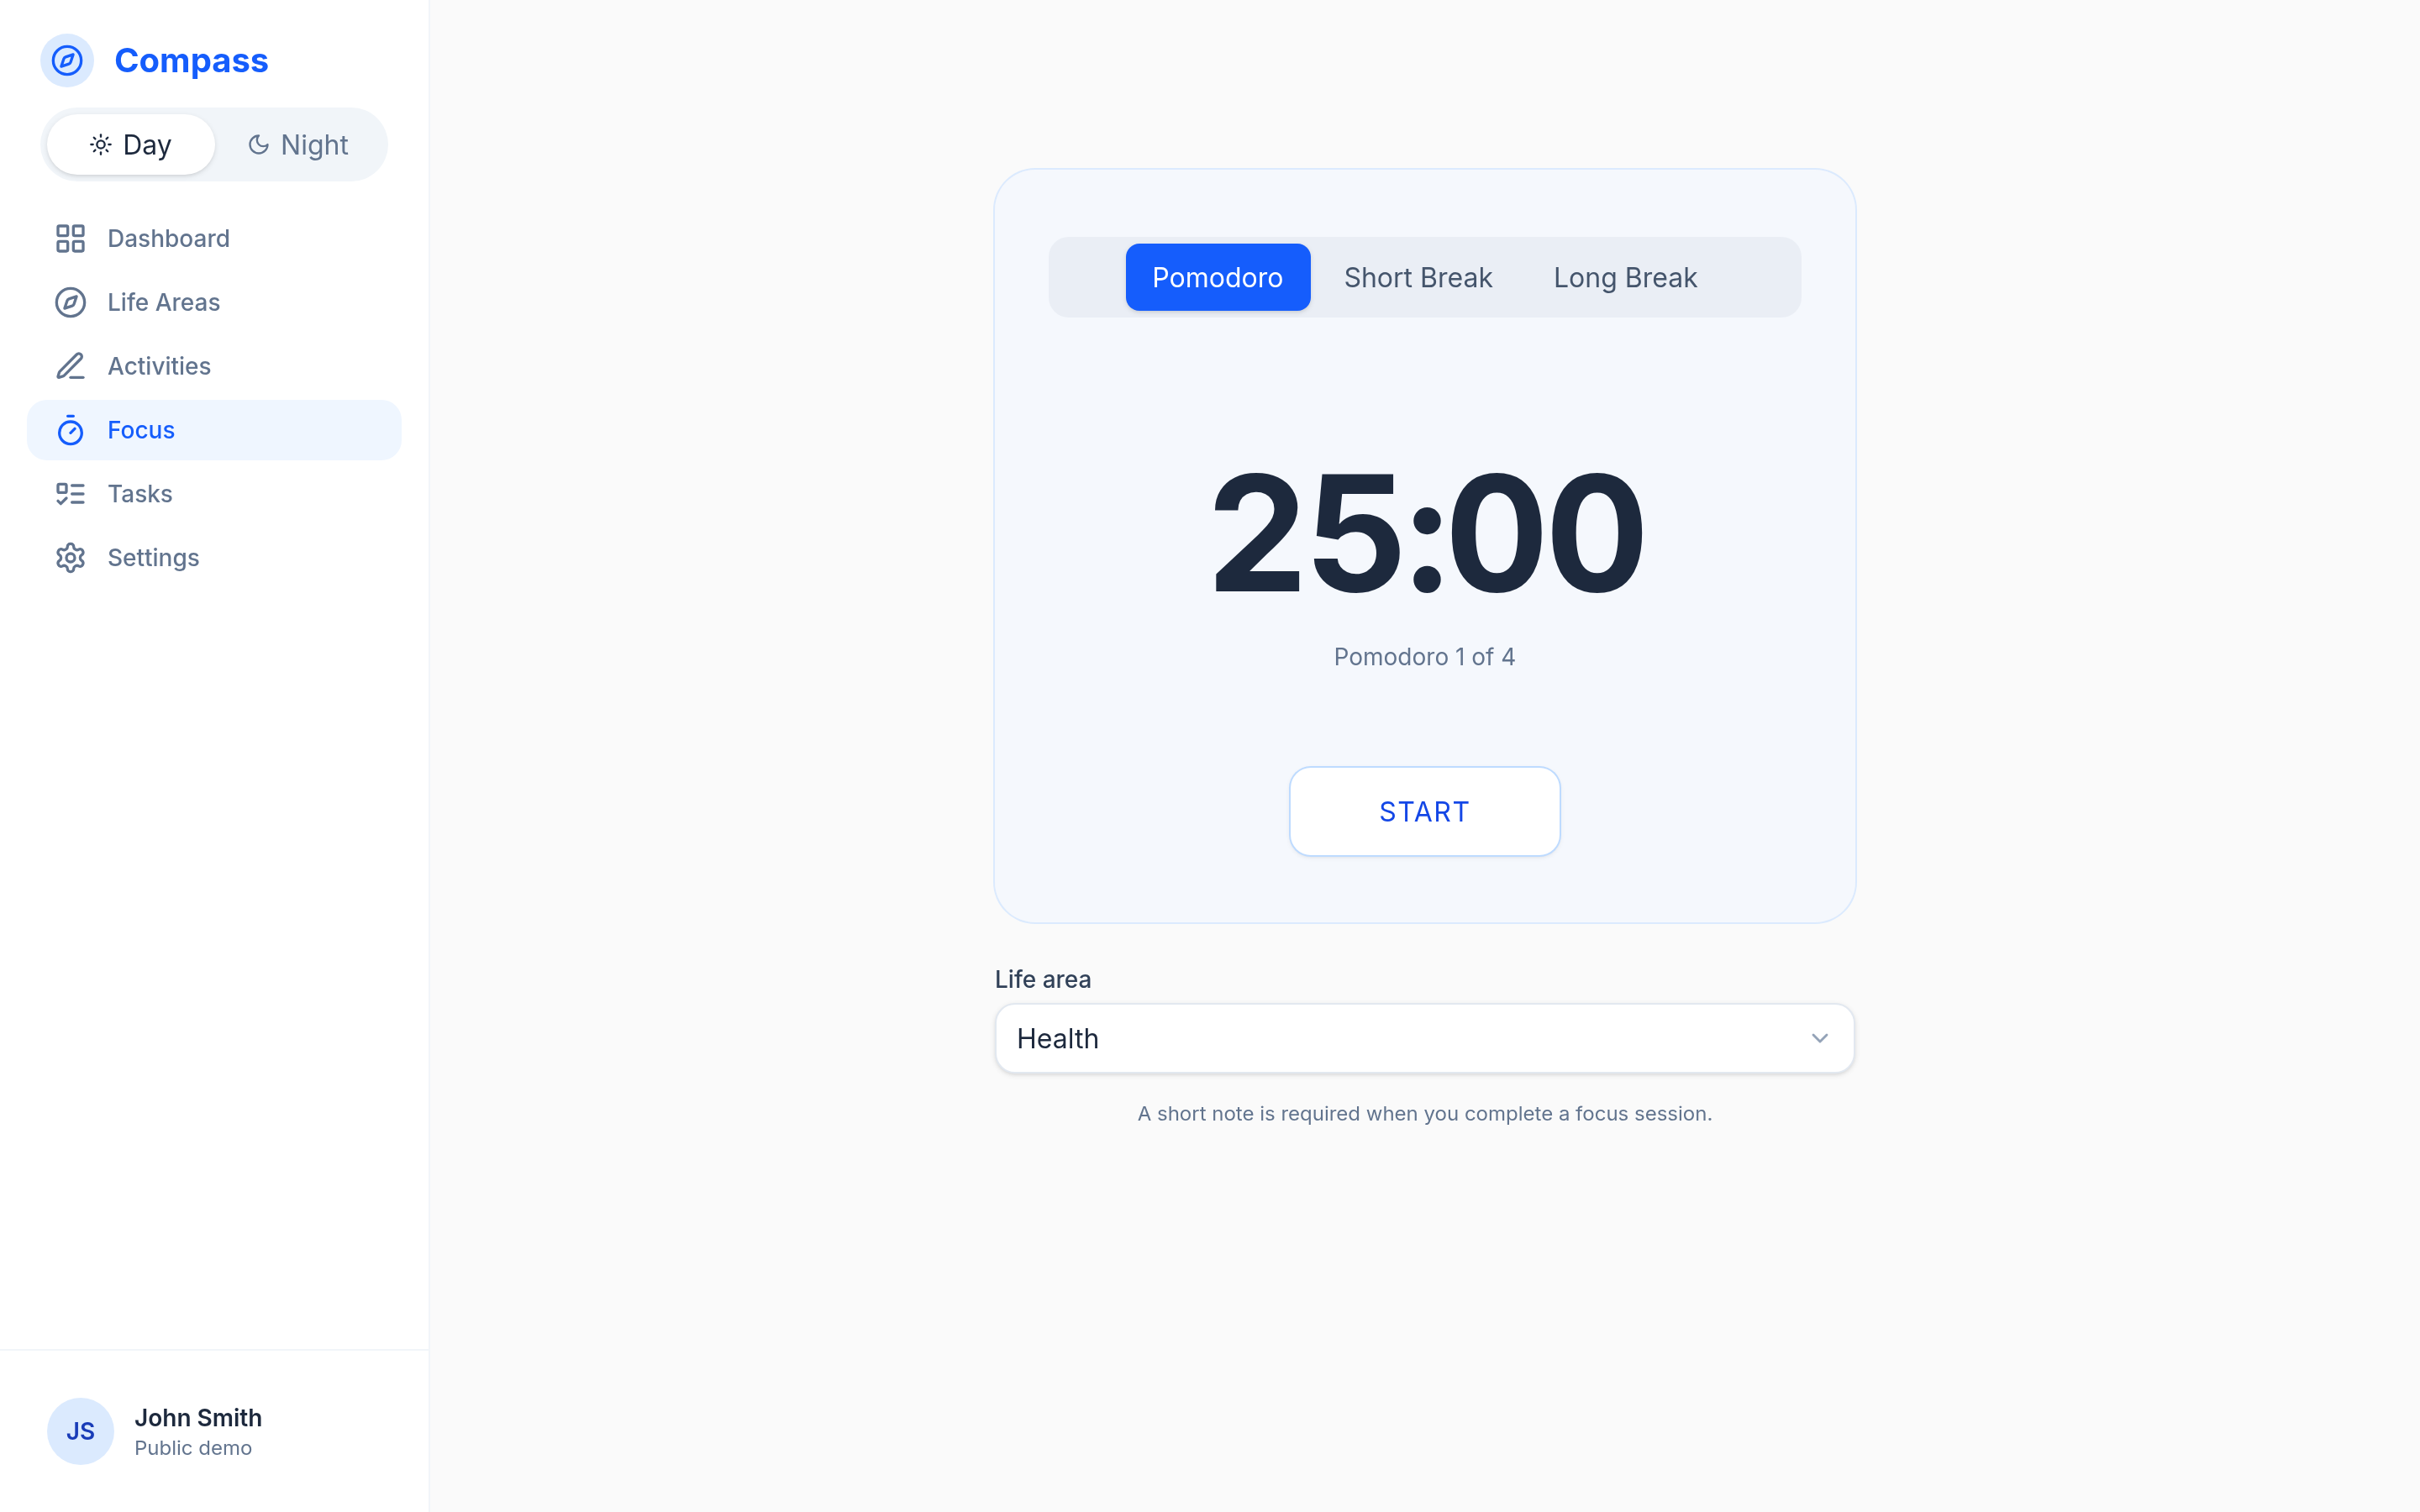 Compass
Day Night
Dashboard
Life Areas
Activities
Focus
Tasks
Settings
JS
John Smith
Public demo
Pomodoro Short Break Long Break
25:00
Pomodoro 1 of 4
START
Life area
Health
A short note is required when you complete a focus session.